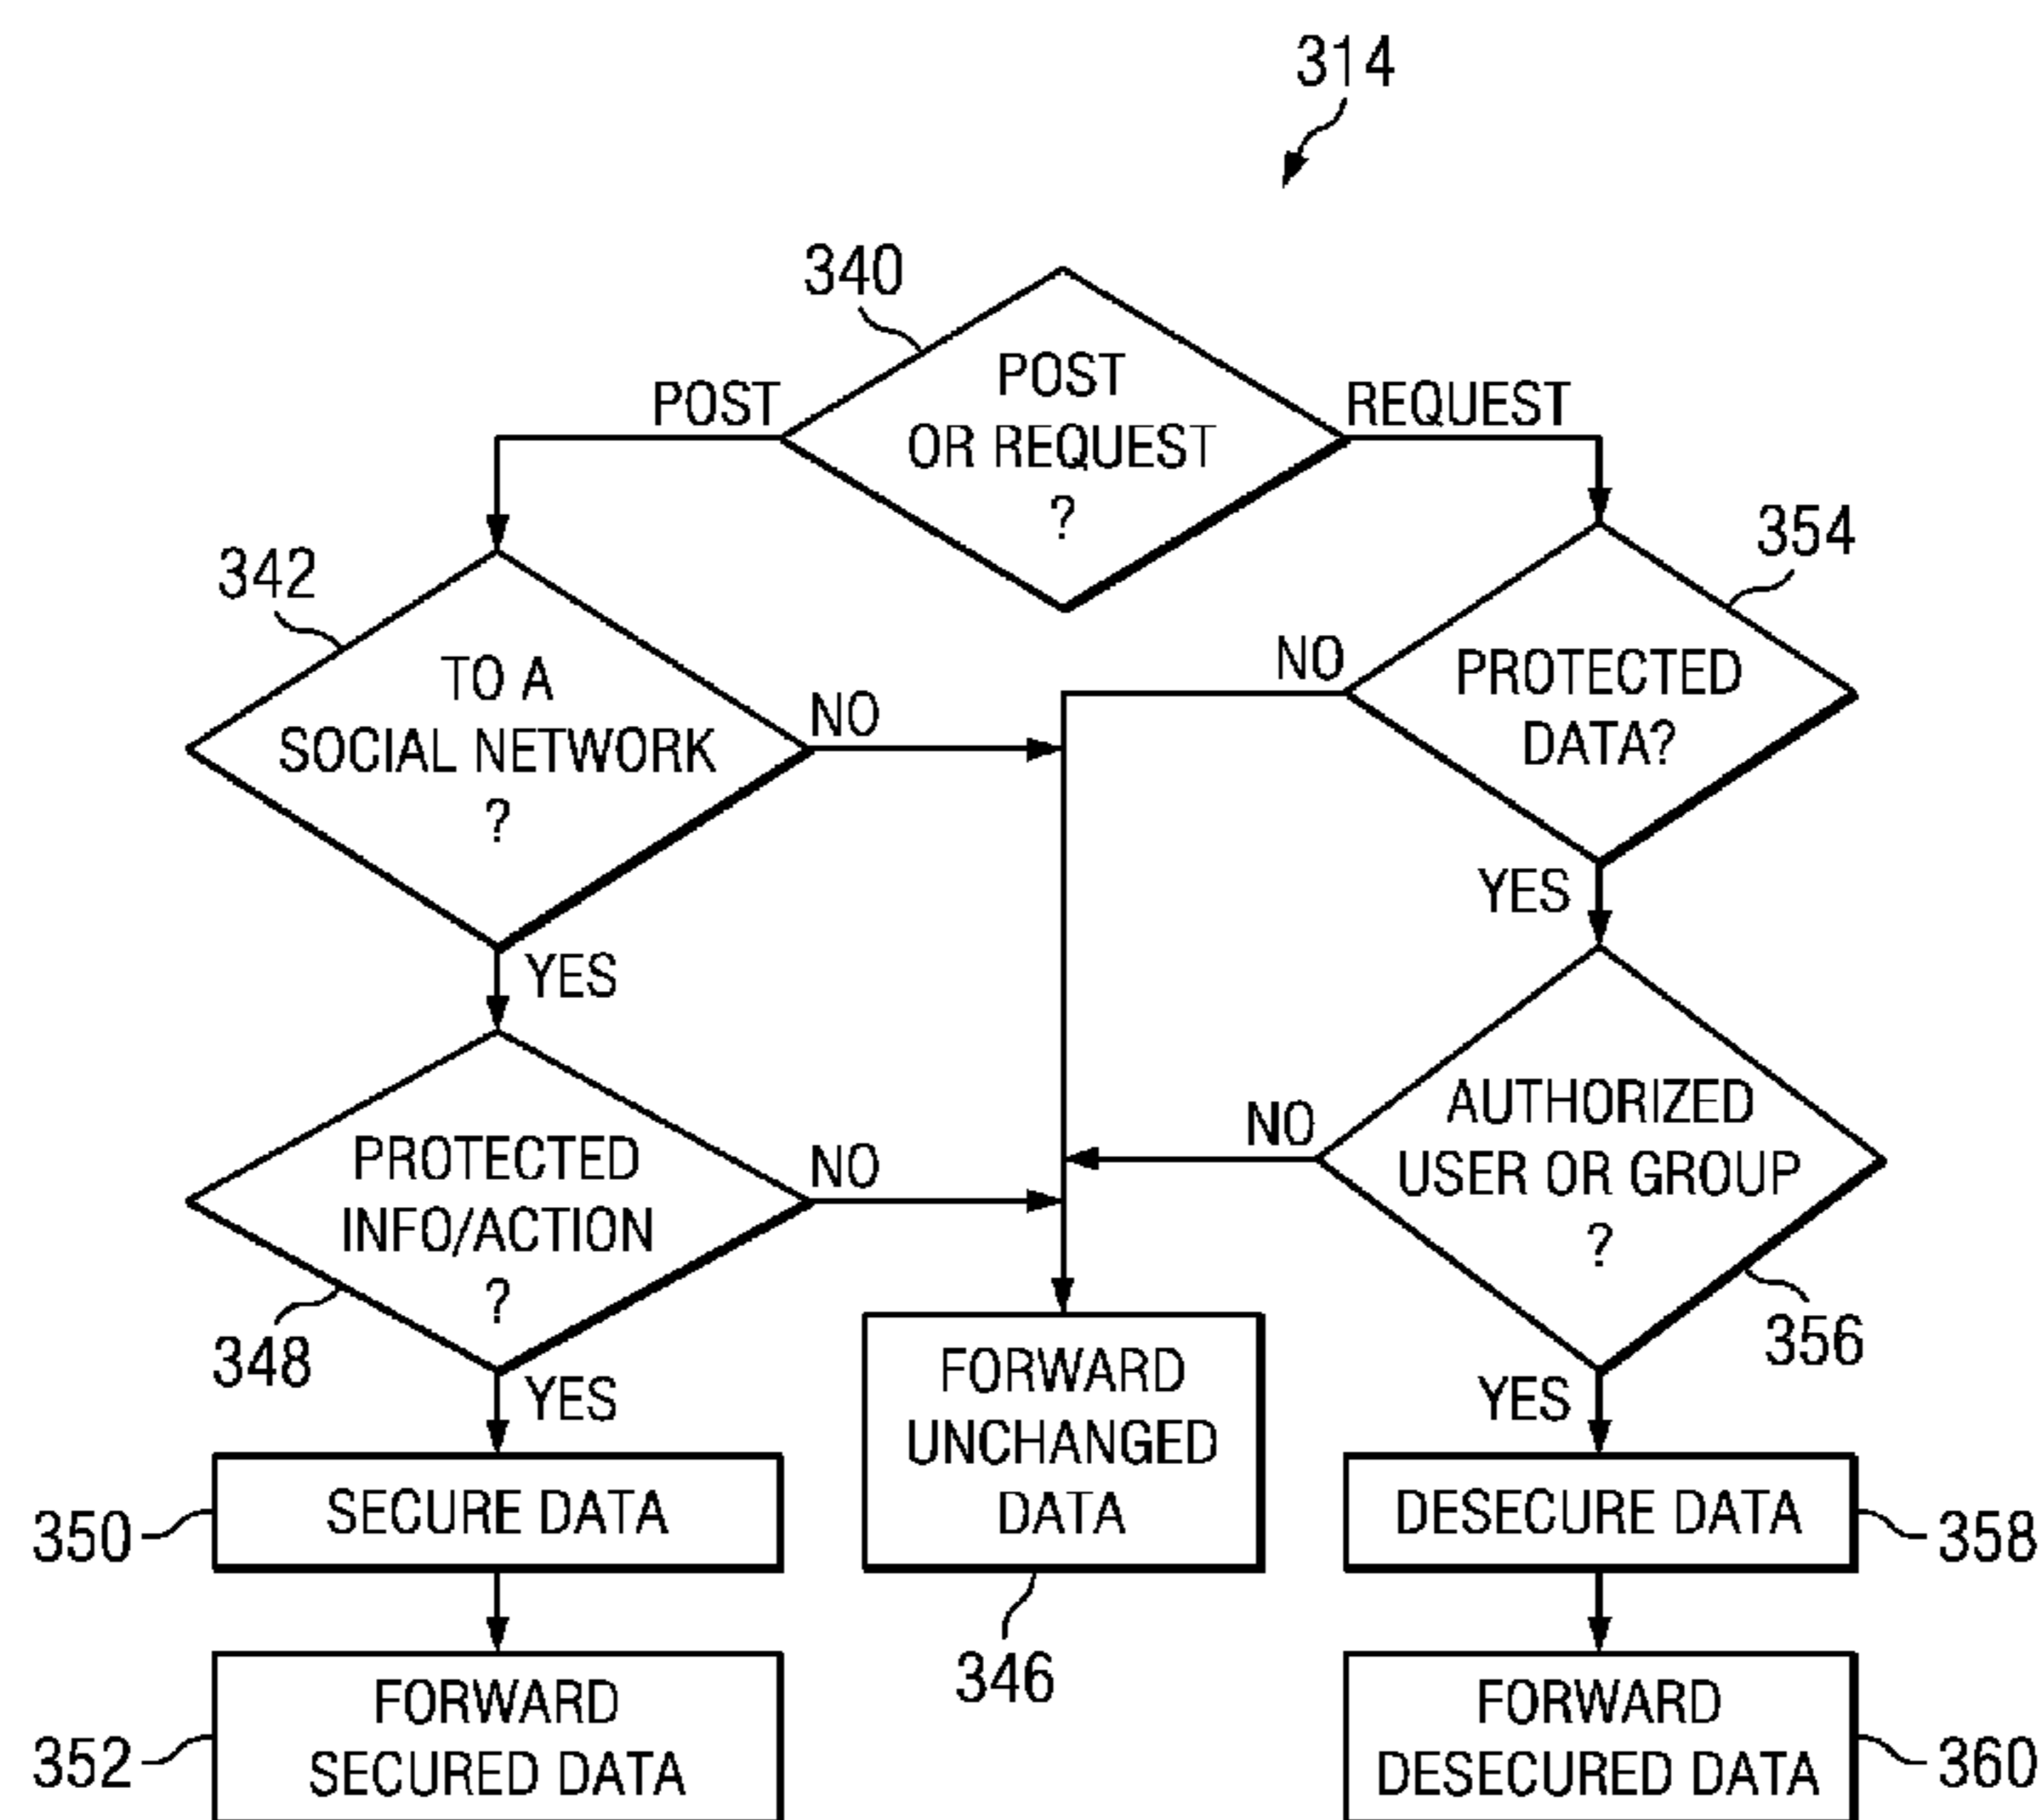 314
340
POST
OR REQUEST
?
POST
REQUEST
342
TO A
SOCIAL NETWORK
?
NO
YES
354
PROTECTED
DATA?
NO
YES
348
PROTECTED
INFO/ACTION
?
NO
YES
AUTHORIZED
USER OR GROUP
?
356
NO
YES
350
SECURE DATA
FORWARD
UNCHANGED
DATA
346
DESECURE DATA
358
352
FORWARD
SECURED DATA
FORWARD
DESECURED DATA
360